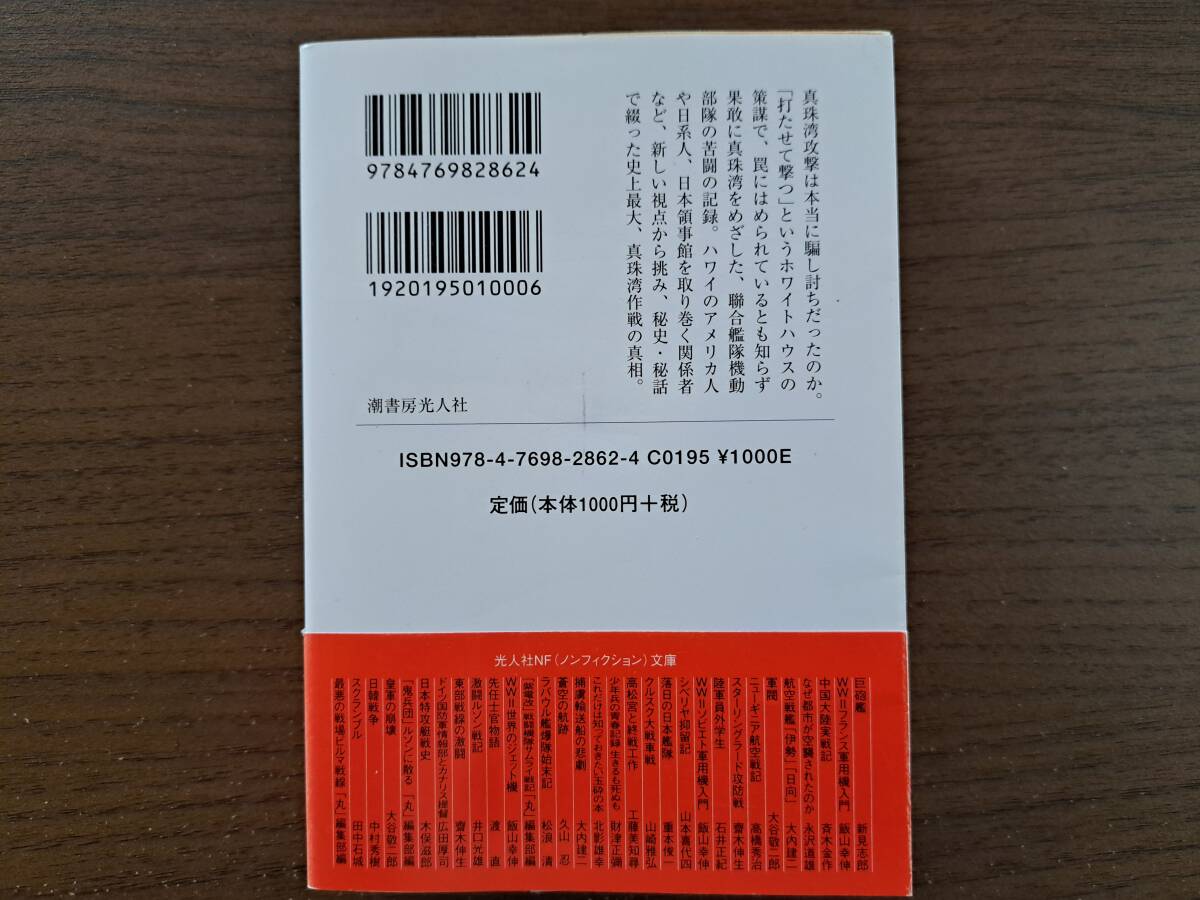 真珠湾攻撃は本当に騙し討ちだったのか。
「打たせて撃つ」というホワイトハウスの
策謀で、罠にはめられているとも知らず
果敢に真珠湾をめざした、聯合艦隊機動
部隊の苦闘の記録。ハワイのアメリカ人
や日系人、日本領事館を取り巻く関係者
など、新しい視点から挑み、秘史・秘話
で綴った史上最大、真珠湾作戦の真相。
9784769828624
1920195010006
潮書房光人社
ISBN978-4-7698-2862-4 C0195 ¥1000E
定価(本体1000円+税)
光人社NF(ノンフィクション)文庫
巨砲艦 新見志郎
WWⅡフランス軍用機入門 飯山幸伸
中国大陸実戦記 斉木金作
なぜ都市が空襲されたのか 永沢道雄
航空戦艦「伊勢」「日向」 大内建二
軍閥 大谷敬二郎
ニューギニア航空戦記 高橋秀治
スターリングラード攻防戦 齋木伸生
陸軍員外学生 石井正紀
WWⅡソビエト軍用機入門 飯山幸伸
シベリヤ抑留記 山本喜代四
落日の日本艦隊 重本俊一
クルスク大戦車戦 山崎雅弘
高松宮と終戦工作 工藤美知尋
少年兵の青春記録 生きるも死ぬも 財津正彌
これだけは知っておきたい玉砕の本 北影雄幸
捕虜輸送船の悲劇 大内建二
蒼空の航跡 久山忍
ラバウル艦爆隊始末記 松浪清
「紫電改」戦闘機隊サムライ戦記 「丸」編集部編
WWⅡ世界のジェット機 飯山幸伸
先任士官物語 渡直
激闘ルソン戦記 井口光雄
東部戦線の激闘 齋木伸生
ドイツ国防軍情報部とカナリス提督 広田厚司
日本特攻艇戦史 木俣滋郎
「鬼兵団」ルソンに散る 「丸」編集部編
皇軍の崩壊 大谷敬二郎
日韓戦争 中村秀樹
スクランブル 田中石城
最悪の戦場ビルマ戦線 「丸」編集部編